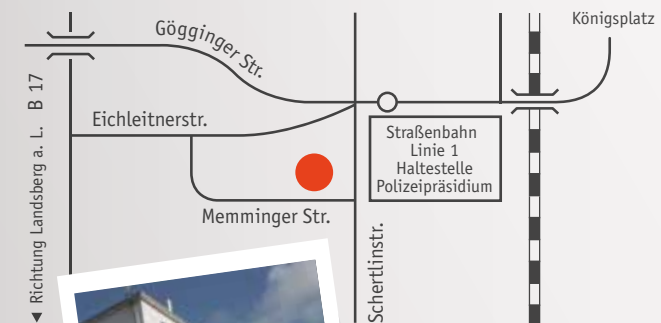 Königsplatz
Gögginger Str.
Eichleitnerstr.
Straßenbahn
Linie 1
Haltestelle
Polizeipräsidium
Memminger Str.
Schertlinstr.
◄ Richtung Landsberg a. L. B 17